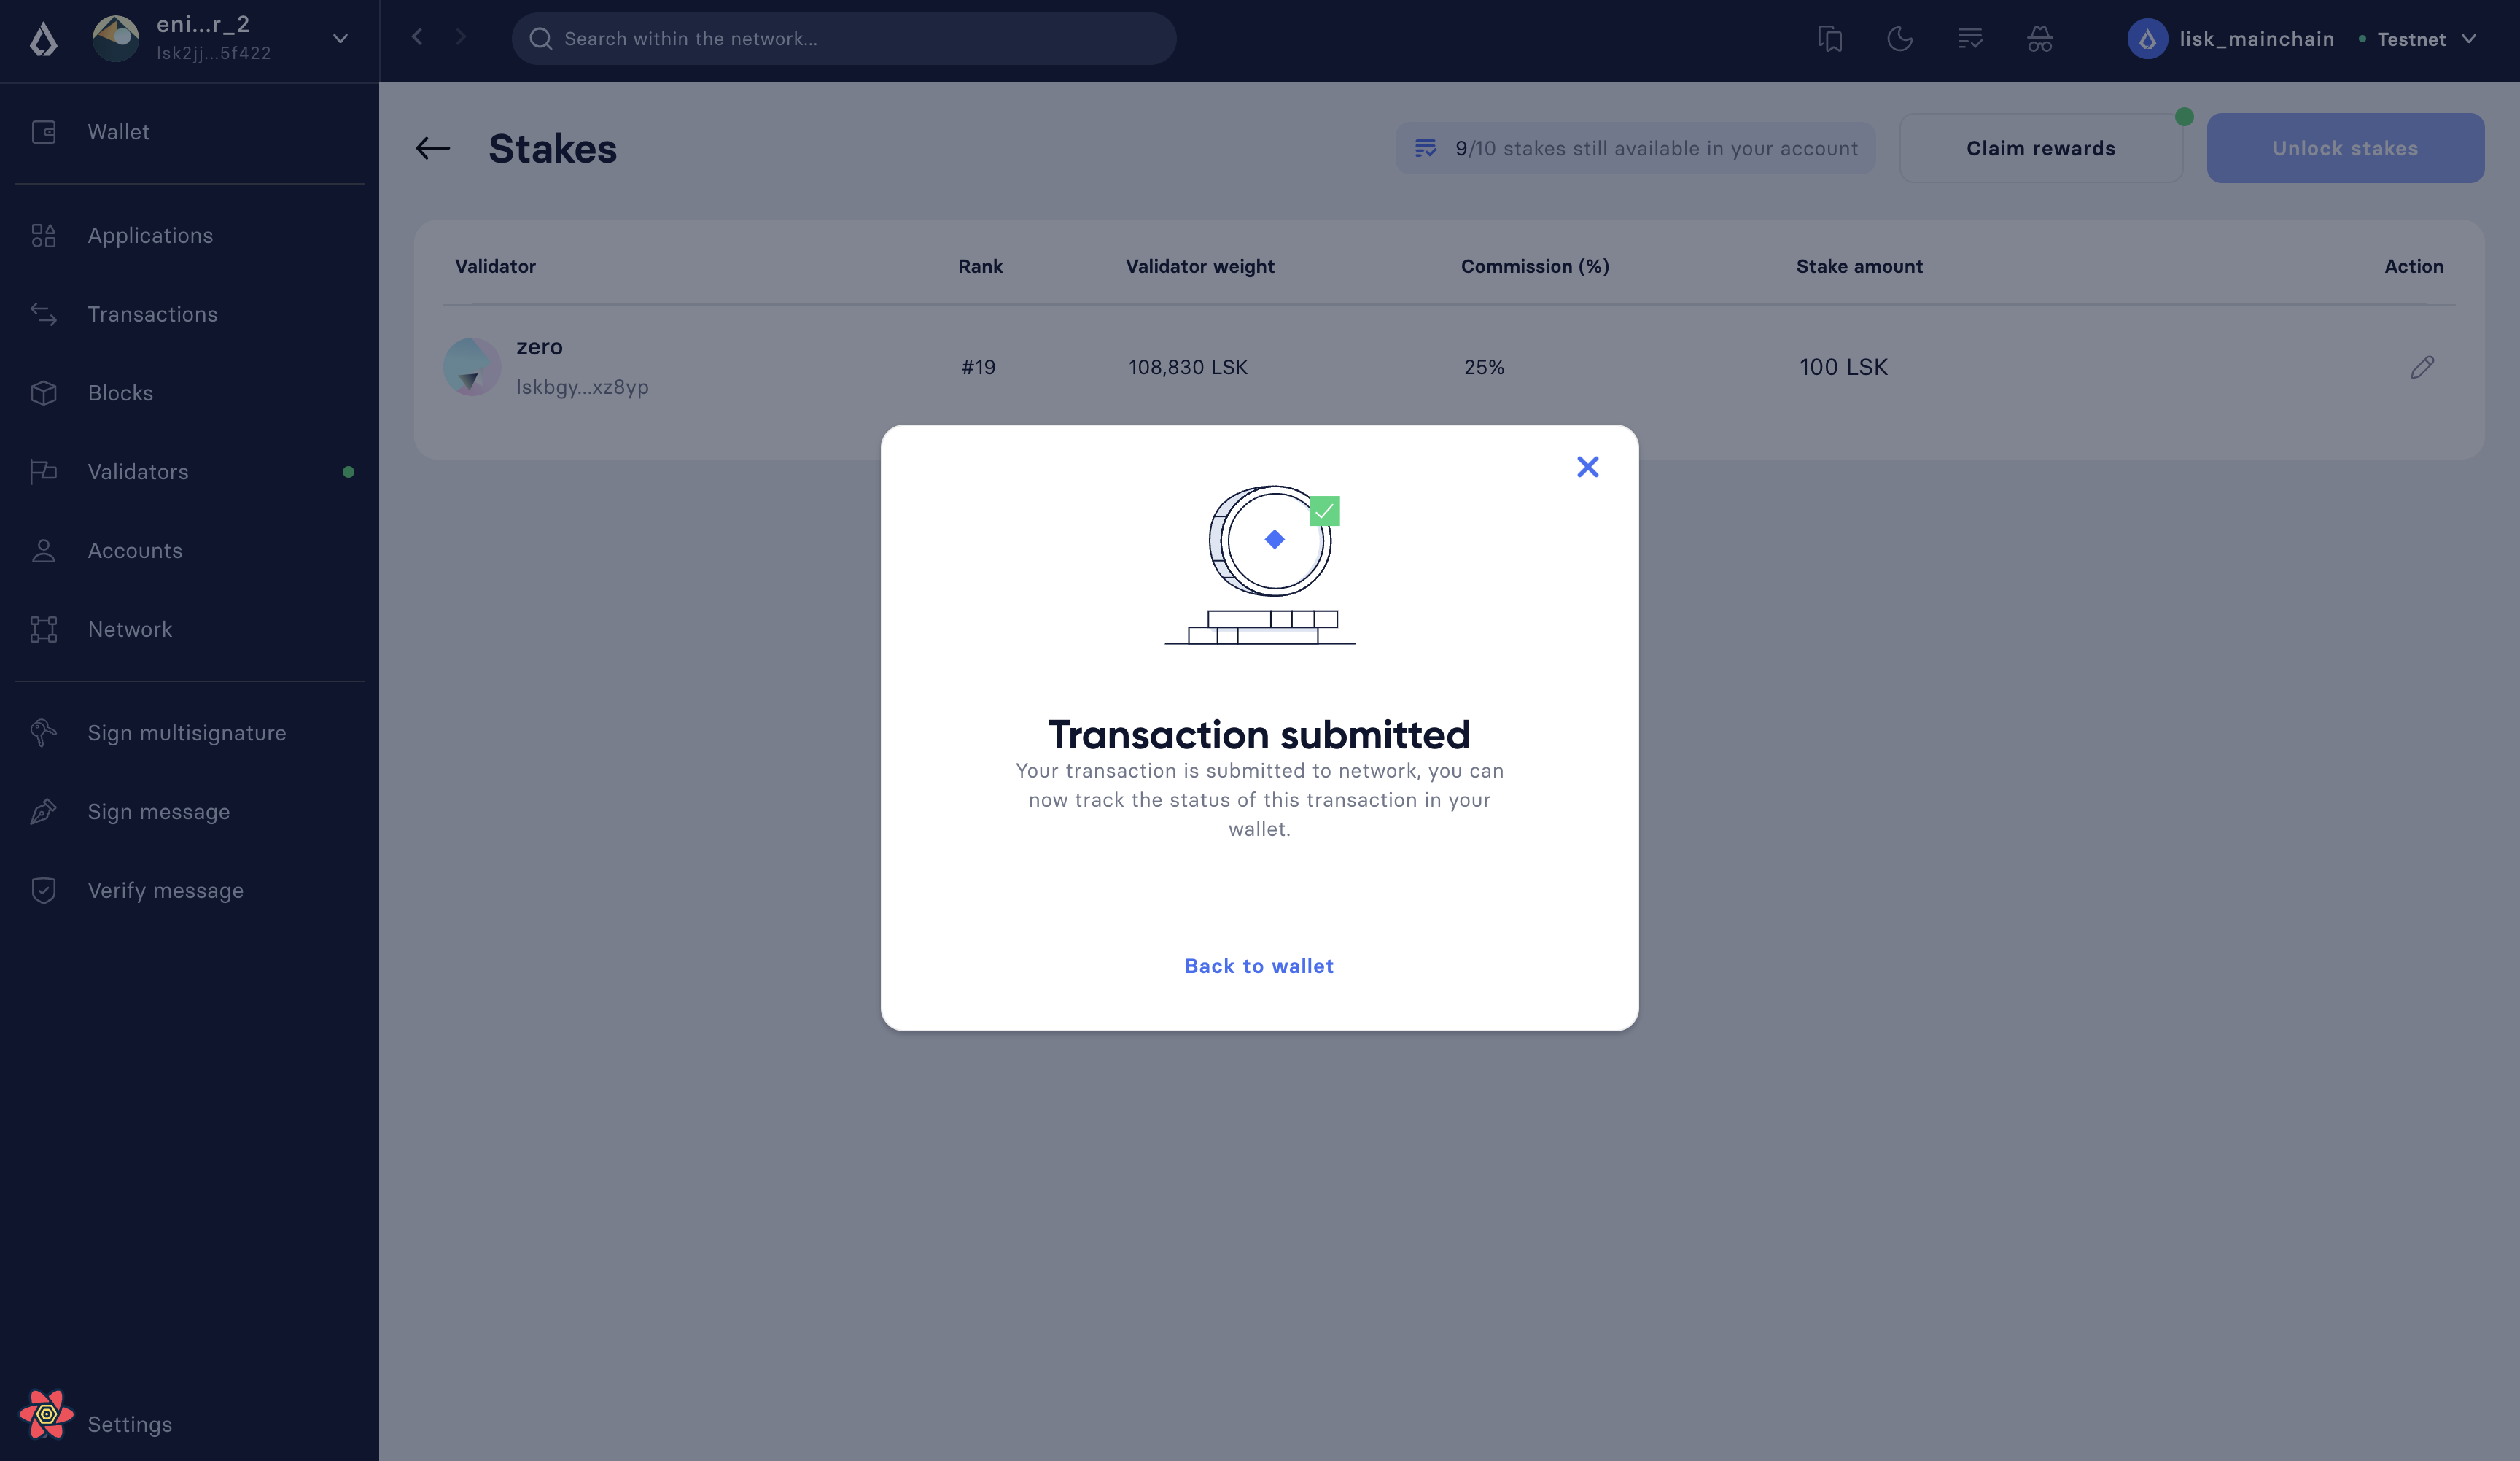 eni...r_2
lsk2jj...5f422
Search within the network...
lisk_mainchain
Testnet
Wallet
Applications
Transactions
Blocks
Validators
Accounts
Network
Sign multisignature
Sign message
Verify message
Settings
Stakes
9/10 stakes still available in your account
Claim rewards
Unlock stakes
Validator Rank Validator weight Commission (%) Stake amount Action
zero
lskbgy...xz8yp
#19 108,830 LSK 25% 100 LSK
Transaction submitted
Your transaction is submitted to network, you can
now track the status of this transaction in your
wallet.
Back to wallet